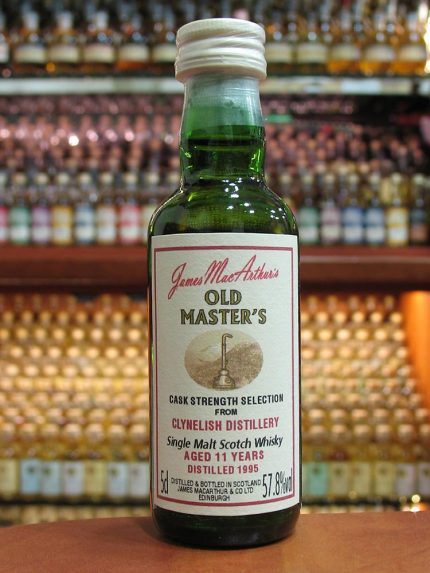 James MacArthur's
OLD
MASTER'S
CASK STRENGTH SELECTION
FROM
CLYNELISH DISTILLERY
Single Malt Scotch Whisky
AGED 11 YEARS
DISTILLED 1995
5cl
DISTILLED & BOTTLED IN SCOTLAND
JAMES MACARTHUR & CO LTD
EDINBURGH
57.8%vol